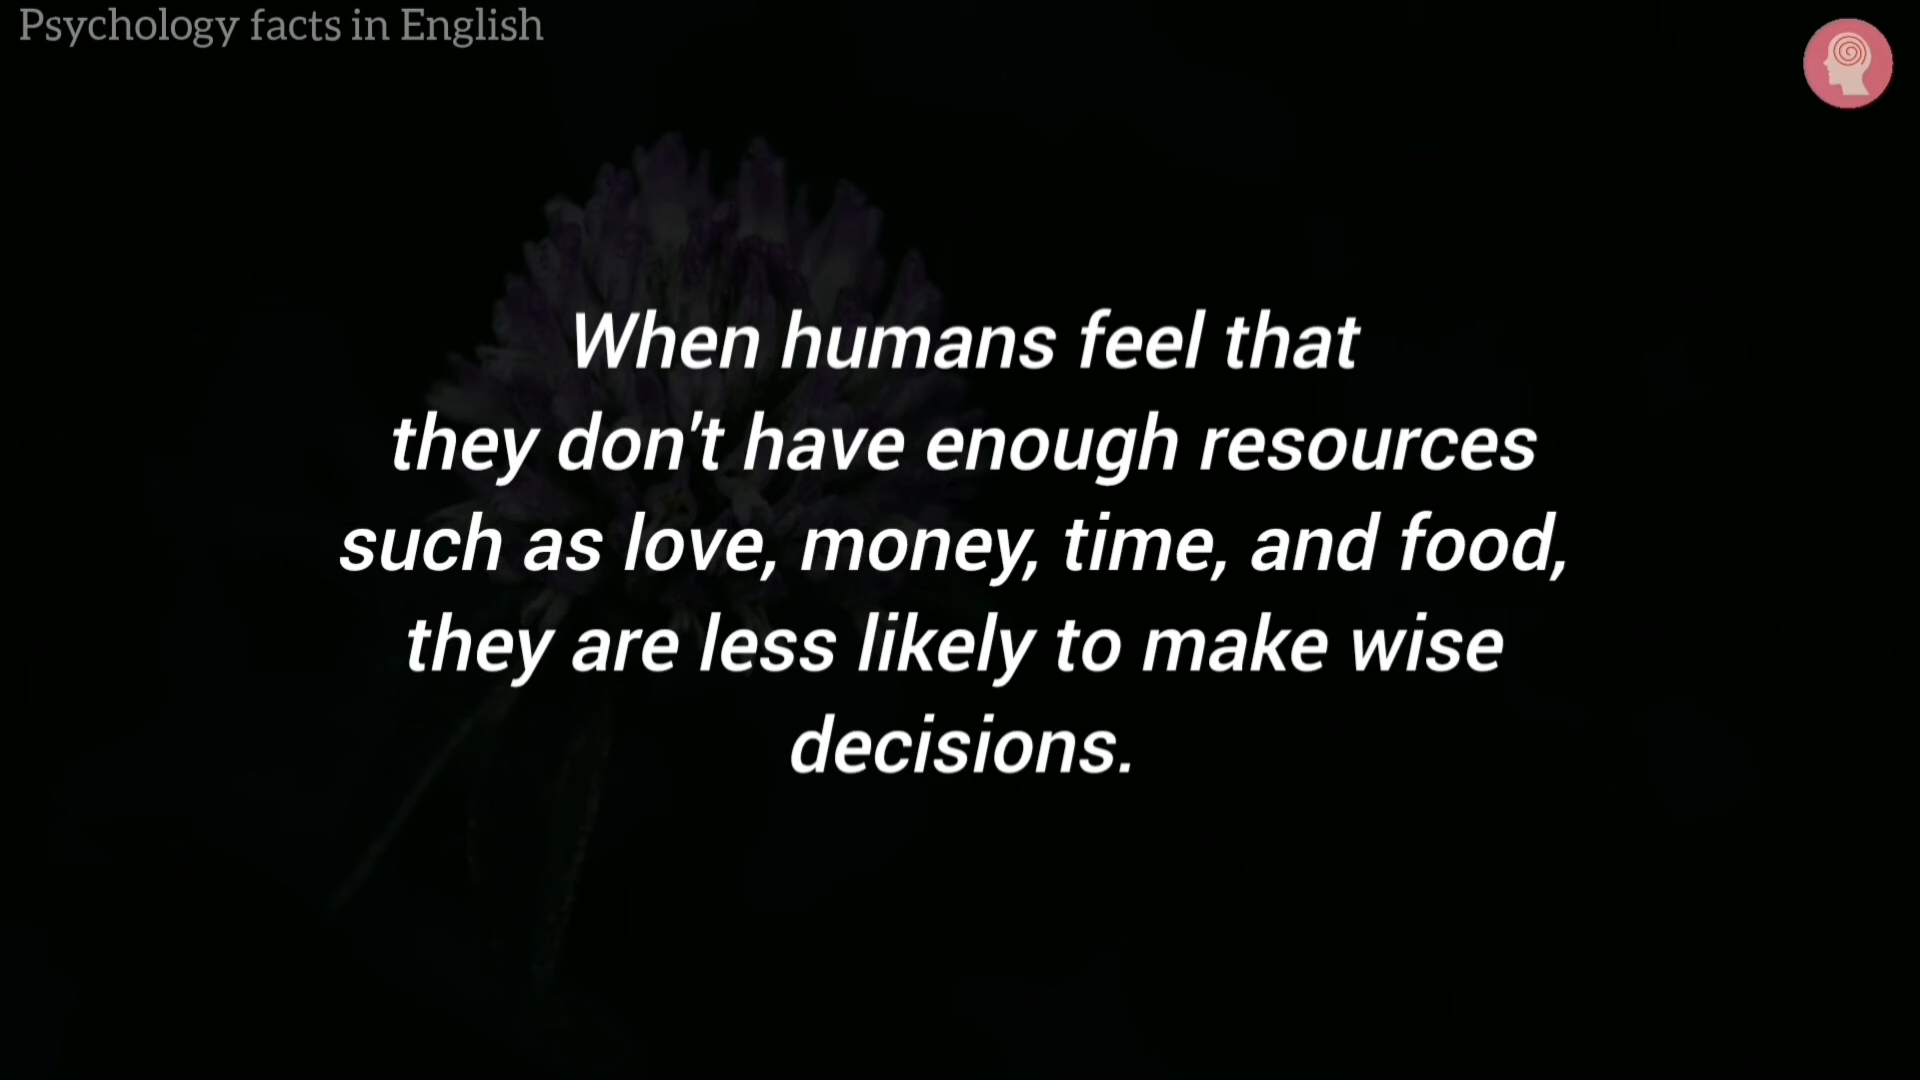 Psychology facts in English
When humans feel that
they don't have enough resources
such as love, money, time, and food,
they are less likely to make wise
decisions.